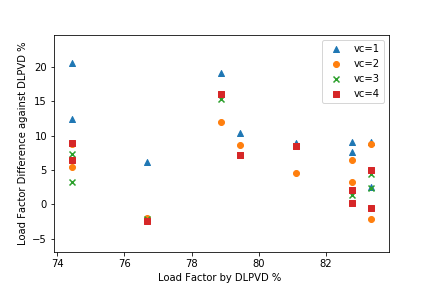 vc=1
vc=2
vc=3
vc=4
20
15
10
5
0
−5
Load Factor Difference against DLPVD %
74 76 78 80 82
Load Factor by DLPVD %